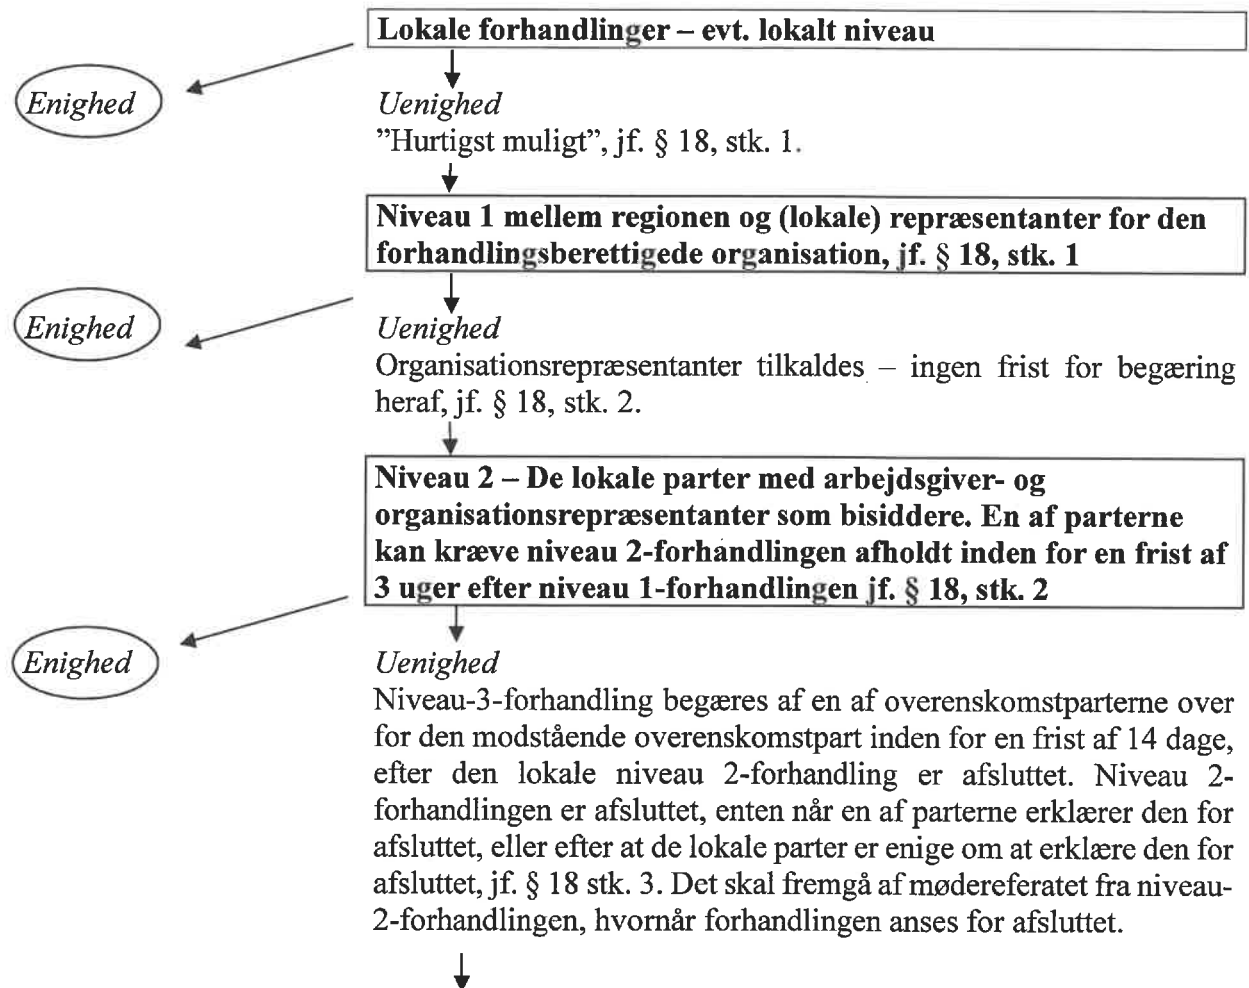 Lokale forhandlinger – evt. lokalt niveau
Enighed
Uenighed
”Hurtigst muligt”, jf. § 18, stk. 1.
Niveau 1 mellem regionen og (lokale) repræsentanter for den
forhandlingsberettigede organisation, jf. § 18, stk. 1
Enighed
Uenighed
Organisationsrepræsentanter tilkaldes – ingen frist for begæring
heraf, jf. § 18, stk. 2.
Niveau 2 – De lokale parter med arbejdsgiver- og
organisationsrepræsentanter som bisiddere. En af parterne
kan kræve niveau 2-forhandlingen afholdt inden for en frist af
3 uger efter niveau 1-forhandlingen jf. § 18, stk. 2
Enighed
Uenighed
Niveau-3-forhandling begæres af en af overenskomstparterne over
for den modstående overenskomstpart inden for en frist af 14 dage,
efter den lokale niveau 2-forhandling er afsluttet. Niveau 2-
forhandlingen er afsluttet, enten når en af parterne erklærer den for
afsluttet, eller efter at de lokale parter er enige om at erklære den for
afsluttet, jf. § 18 stk. 3. Det skal fremgå af mødereferatet fra niveau-
2-forhandlingen, hvornår forhandlingen anses for afsluttet.